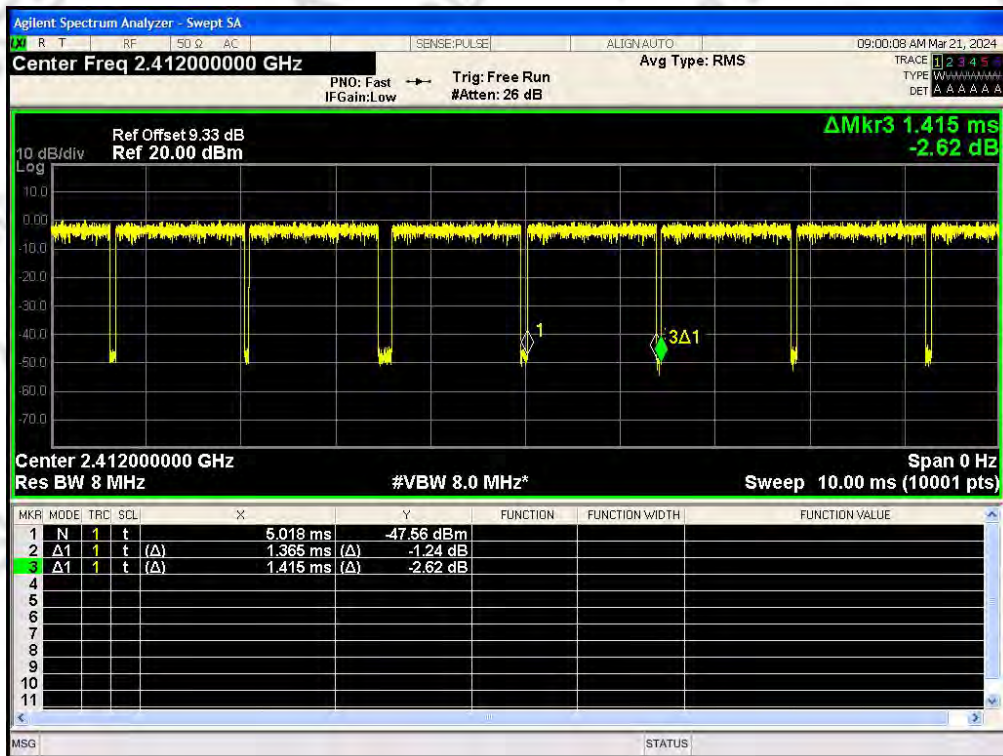 Agilent Spectrum Analyzer - Swept SA
LXI R T RF 50 Ω AC SENSE:PULSE ALIGN AUTO 09:00:08 AM Mar 21, 2024
Center Freq 2.412000000 GHz
PNO: Fast
IFGain:Low
Trig: Free Run
#Atten: 26 dB
Avg Type: RMS
TRACE 1 2 3 4 5 6
TYPE WWWWWW
DET A A A A A A
ΔMkr3 1.415 ms
-2.62 dB
Ref Offset 9.33 dB
10 dB/div Ref 20.00 dBm
Log
10.0
0.00
-10.0
-20.0
-30.0
-40.0
-50.0
-60.0
-70.0
1
3Δ1
Center 2.412000000 GHz Span 0 Hz
Res BW 8 MHz #VBW 8.0 MHz* Sweep 10.00 ms (10001 pts)
MKR MODE TRC SCL X Y FUNCTION FUNCTION WIDTH FUNCTION VALUE
1 N 1 t 5.018 ms -47.56 dBm
2 Δ1 1 t (Δ) 1.365 ms (Δ) -1.24 dB
3 Δ1 1 t (Δ) 1.415 ms (Δ) -2.62 dB
4
5
6
7
8
9
10
11
MSG STATUS